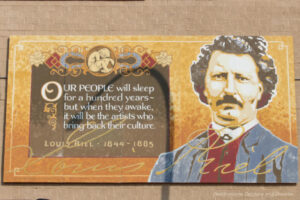 OUR PEOPLE will sleep
for a hundred years-
but when they awake,
it will be the artists who
bring back their culture.
LOUIS RIEL · 1844-1885
Riel